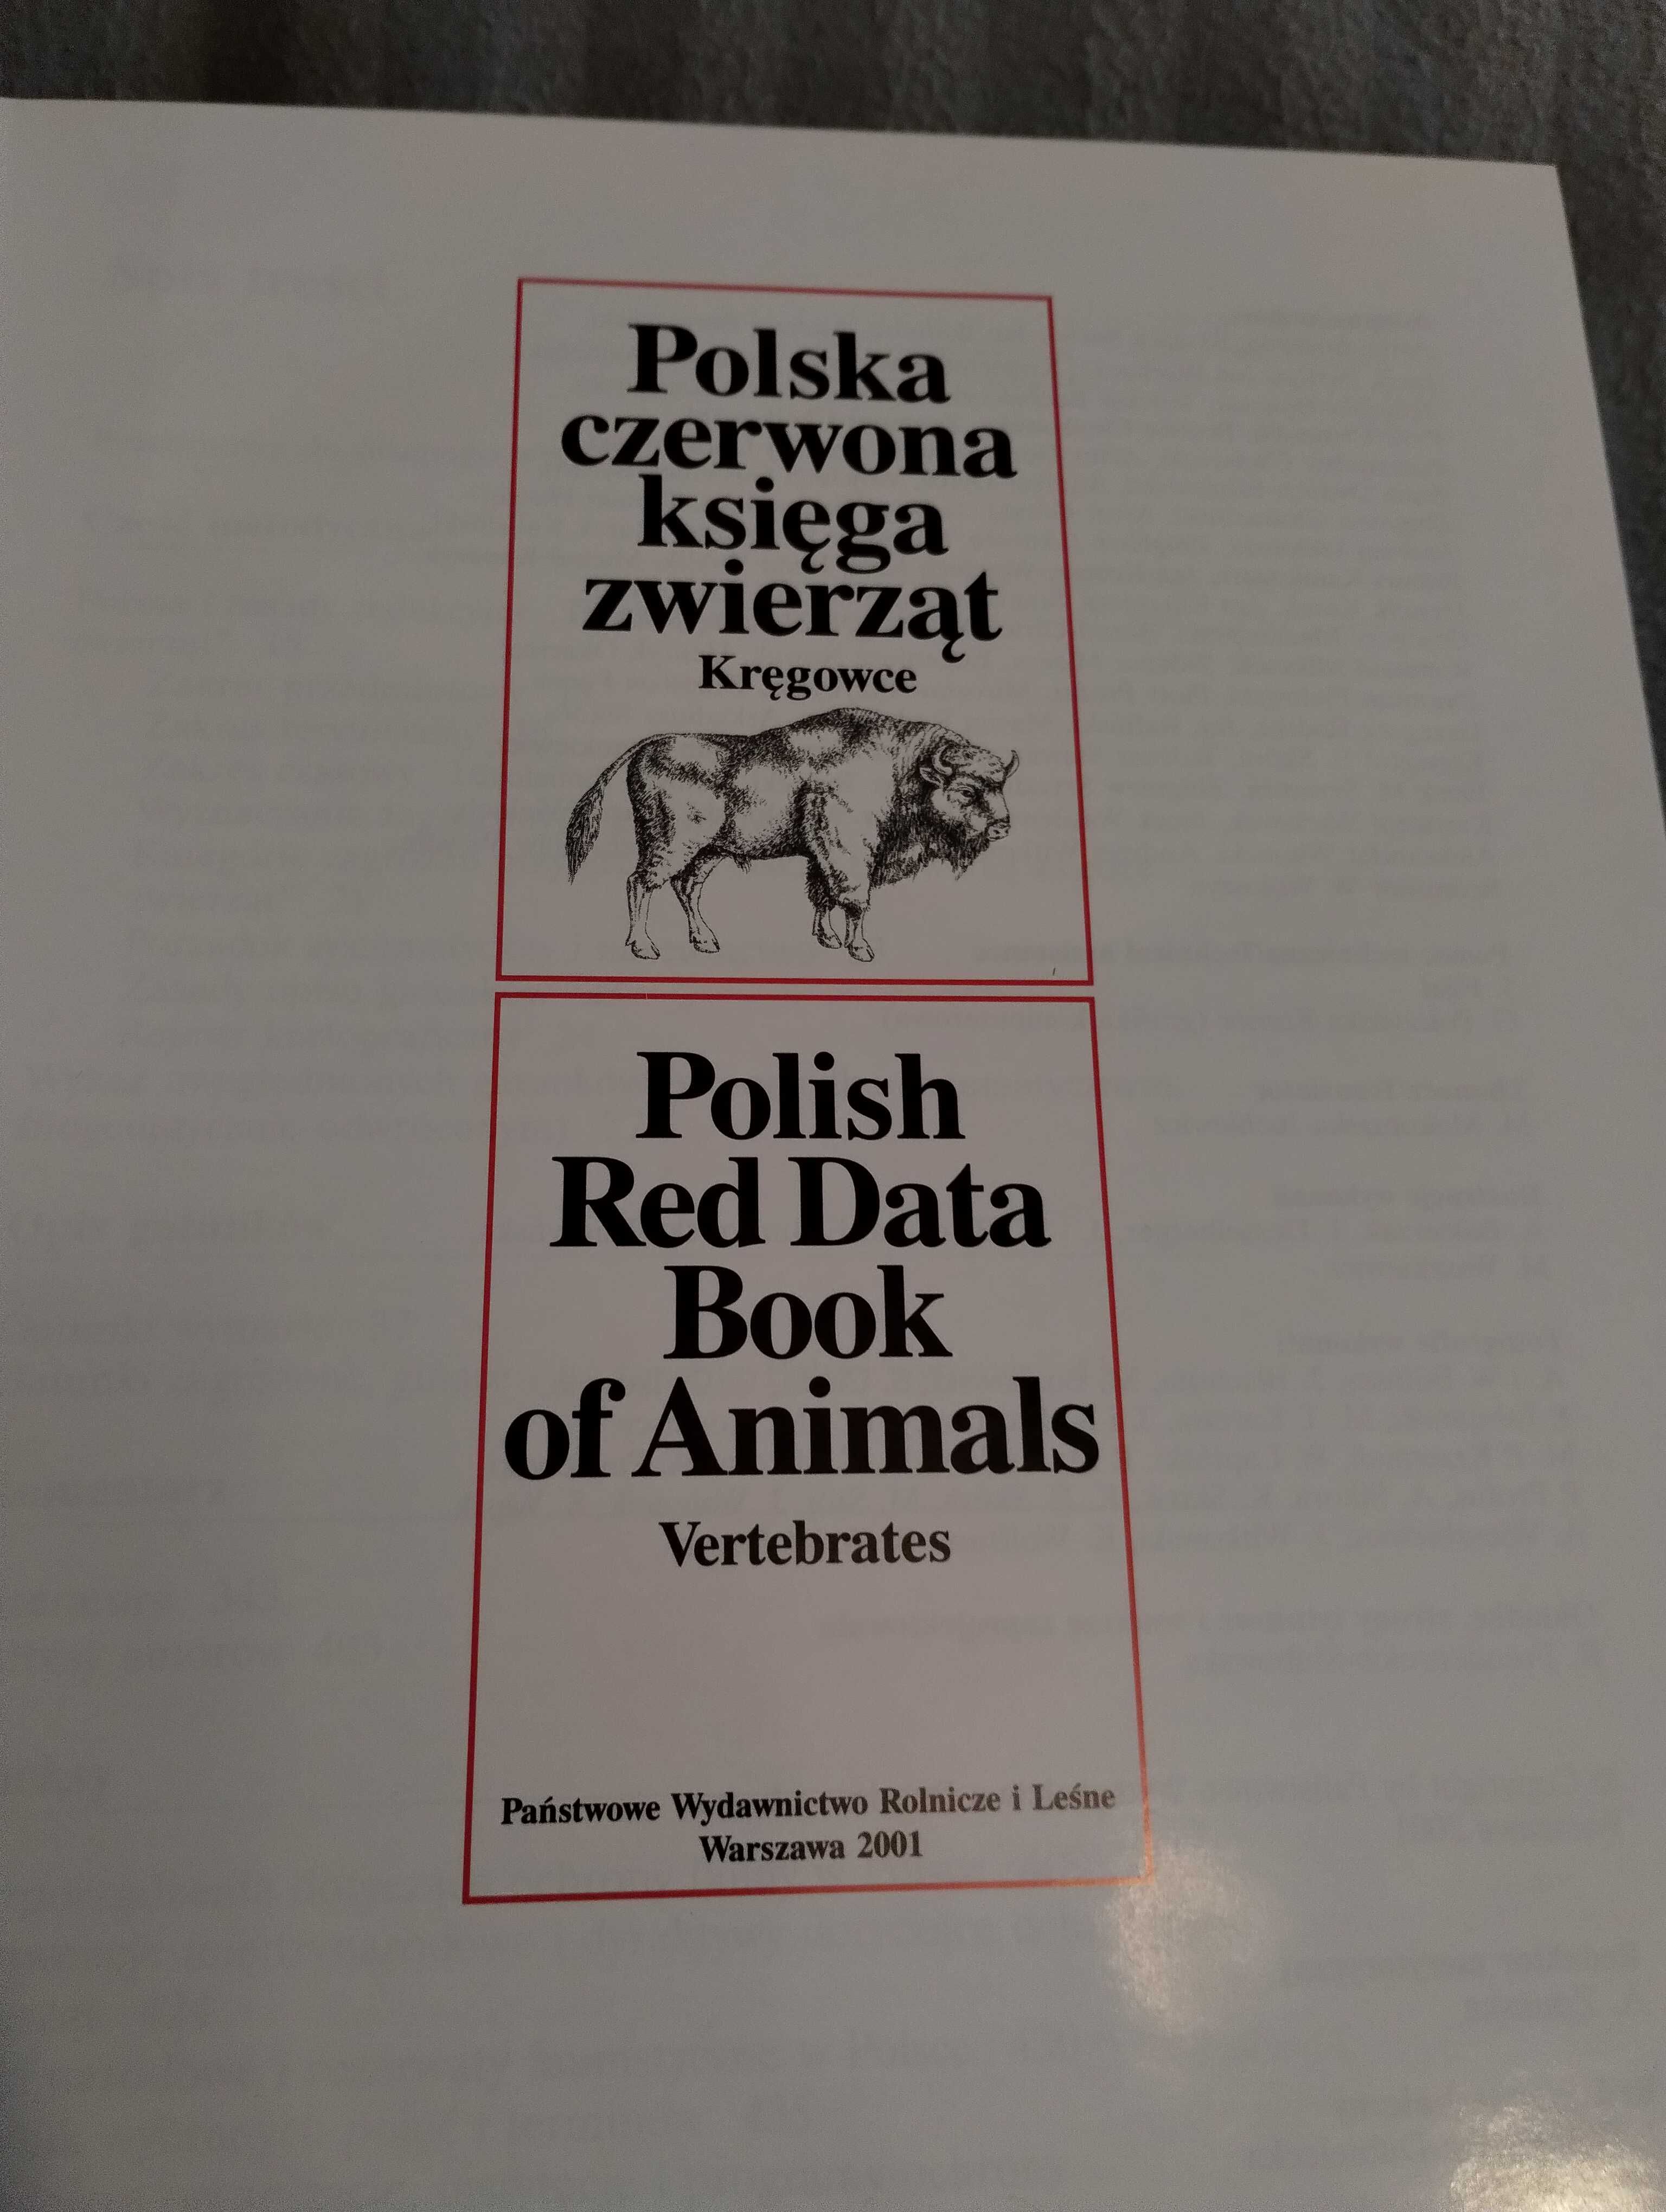 Polska
czerwona
księga
zwierząt
Kręgowce
Polish
Red Data
Book
of Animals
Vertebrates
Państwowe Wydawnictwo Rolnicze i Leśne
Warszawa 2001